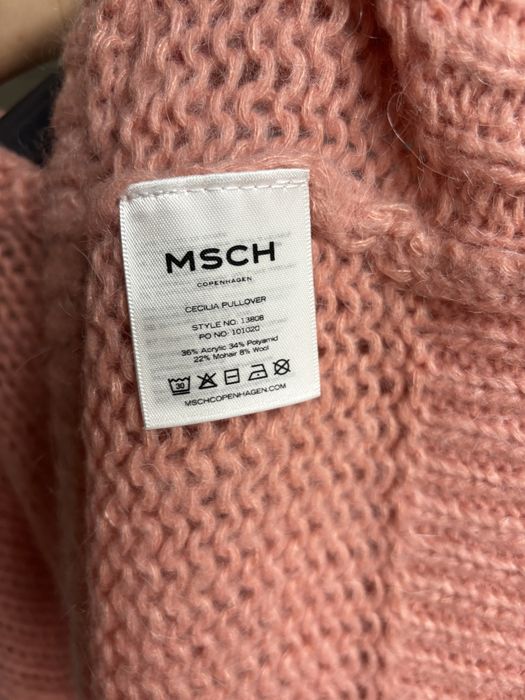 MSCH
COPENHAGEN
CECILIA PULLOVER
STYLE NO: 13808
PO NO: 101020
36% Acrylic 34% Polyamid
22% Mohair 8% Wool
30
MSCHCOPENHAGEN.COM